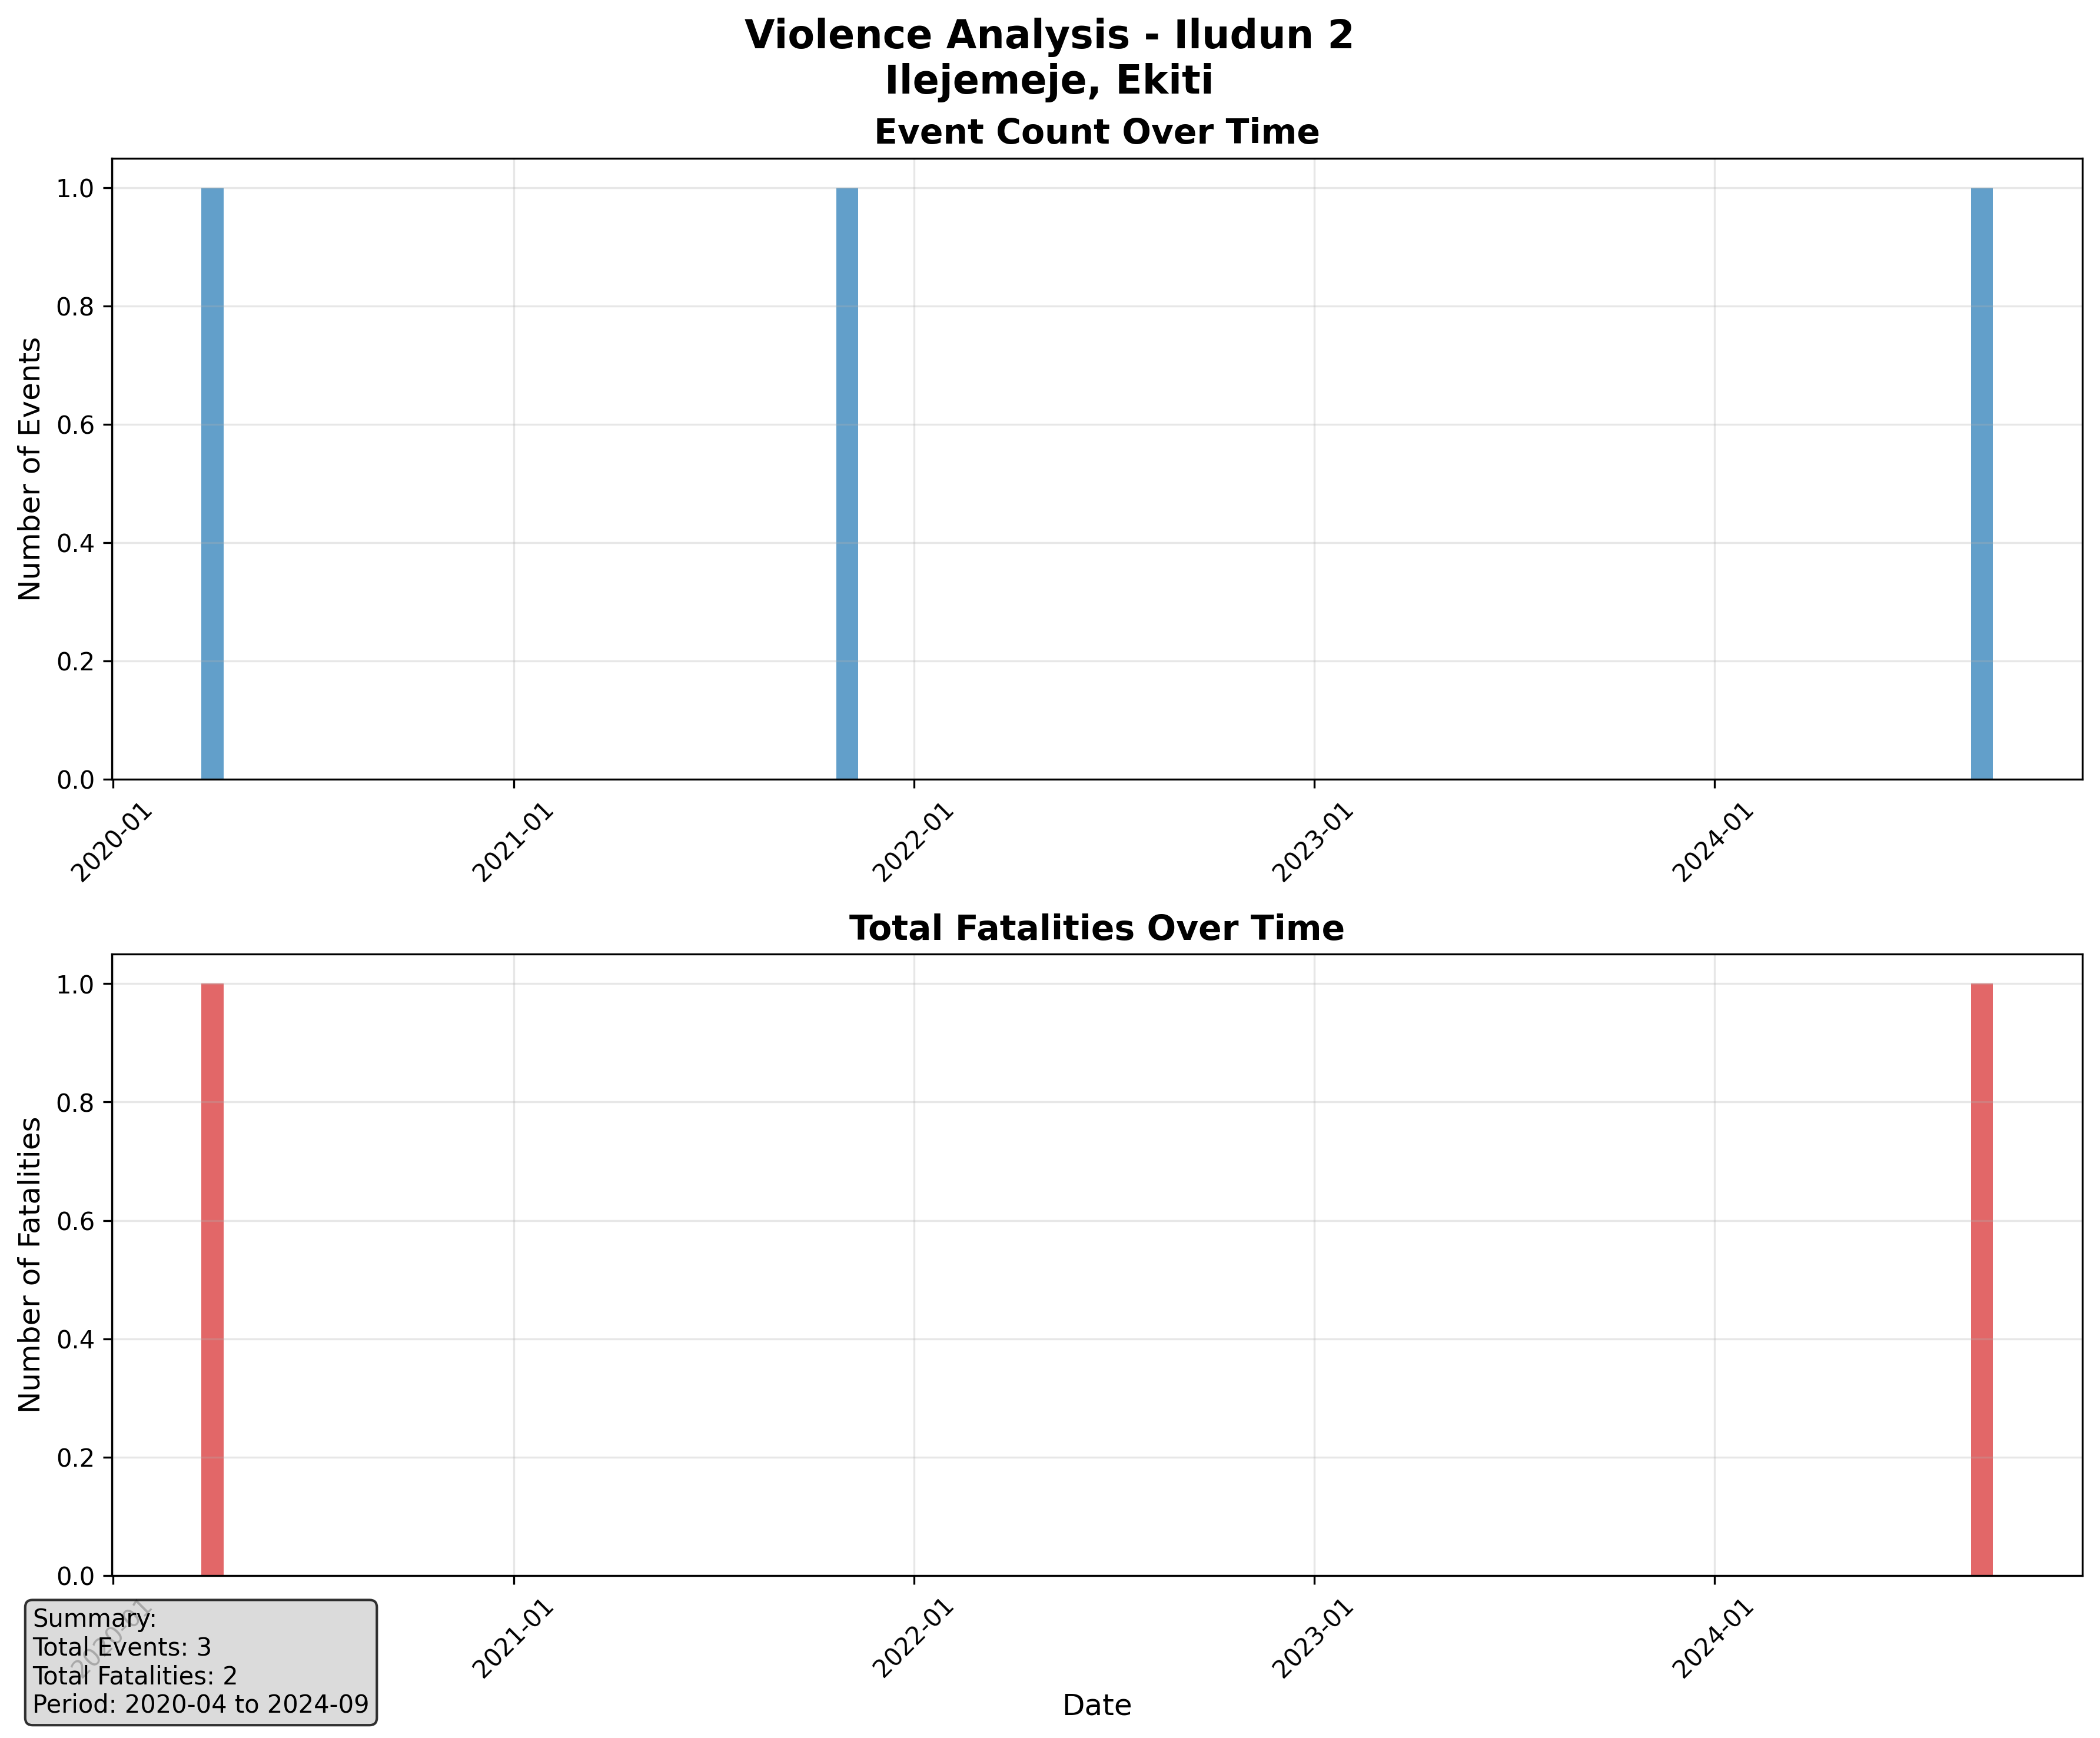 Violence Analysis - Iludun 2
Ilejemeje, Ekiti
Event Count Over Time
Number of Events
1.0
0.8
0.6
0.4
0.2
0.0
2020-01
2021-01
2022-01
2023-01
2024-01
Total Fatalities Over Time
Number of Fatalities
1.0
0.8
0.6
0.4
0.2
0.0
2020-01
2021-01
2022-01
2023-01
2024-01
Date
Summary:
Total Events: 3
Total Fatalities: 2
Period: 2020-04 to 2024-09